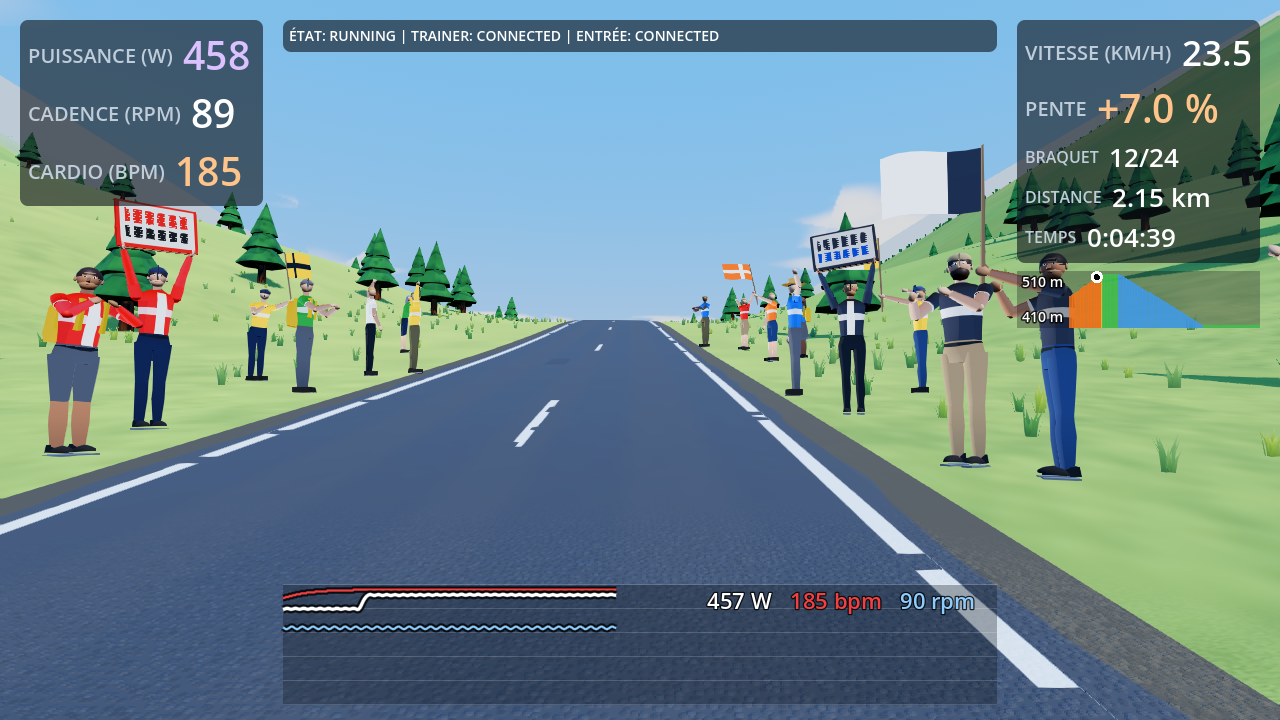 PUISSANCE (W) 458
CADENCE (RPM) 89
CARDIO (BPM) 185
ÉTAT: RUNNING | TRAINER: CONNECTED | ENTRÉE: CONNECTED
VITESSE (KM/H) 23.5
PENTE +7.0 %
BRAQUET 12/24
DISTANCE 2.15 km
TEMPS 0:04:39
510 m
410 m
457 W 185 bpm 90 rpm